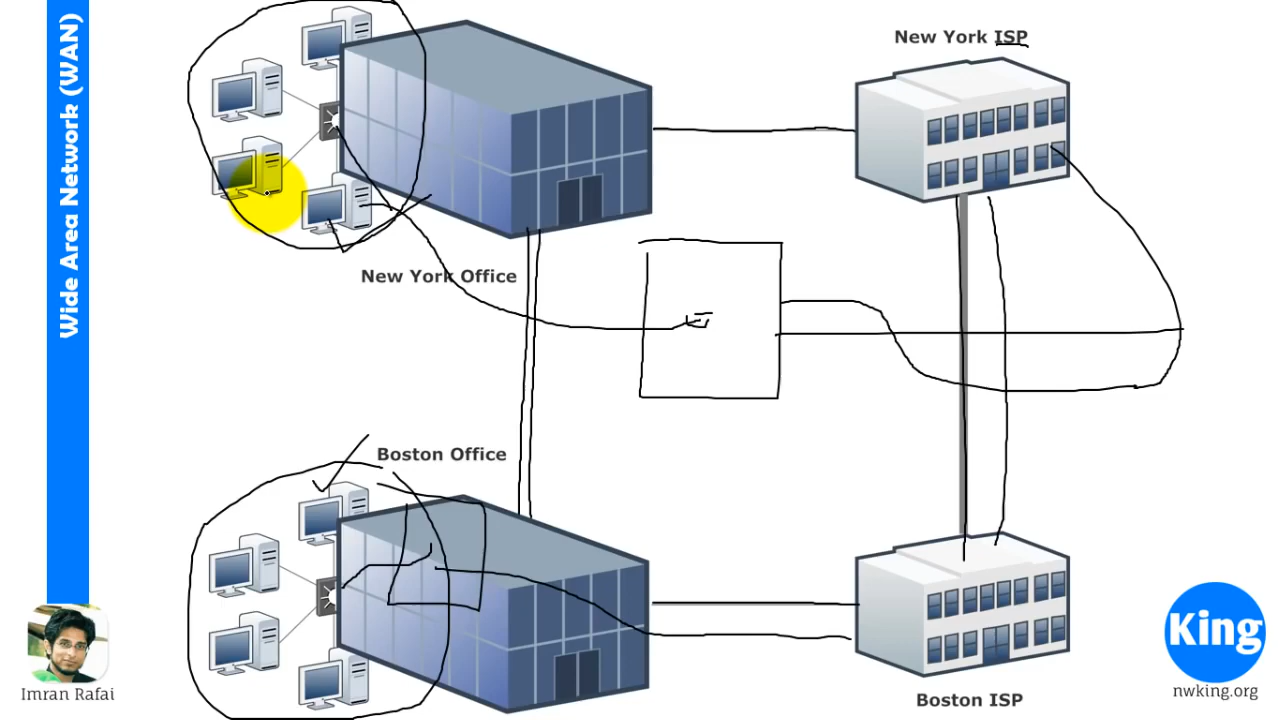 Wide Area Network (WAN)
New York ISP
New York Office
Boston Office
Boston ISP
Imran Rafai
King
nwking.org